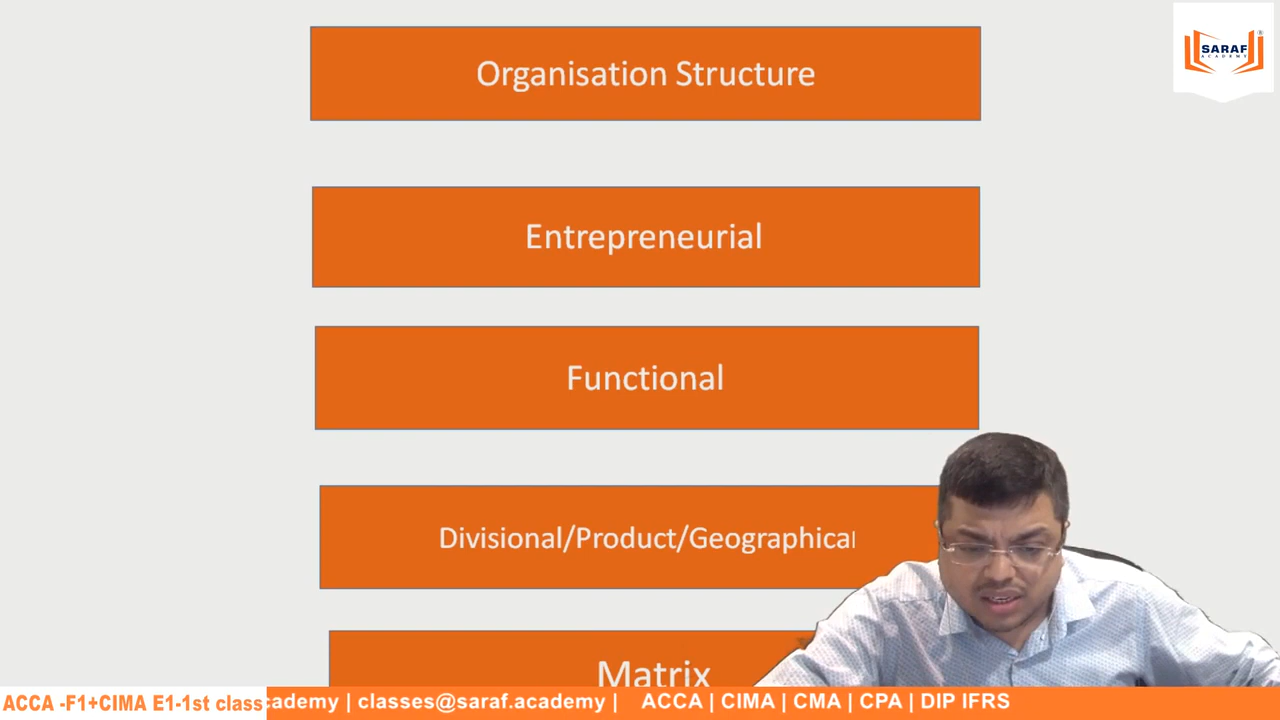 Organisation Structure
SARAF
ACADEMY
Entrepreneurial
Functional
Divisional/Product/Geographical
Matrix
ACCA -F1+CIMA E1-1st class
cademy | classes@saraf.academy | ACCA | CIMA | CMA | CPA | DIP IFRS